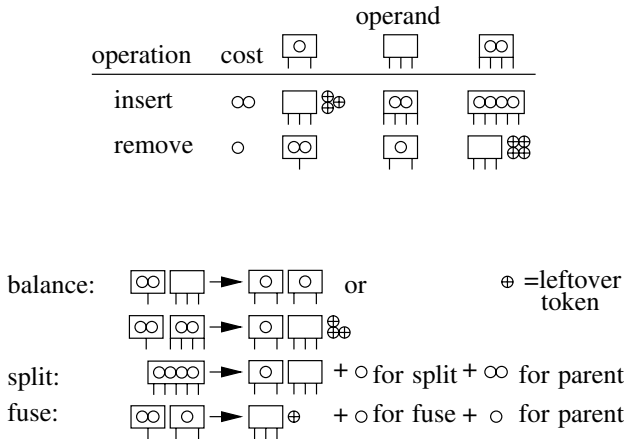 operand
operation cost
insert
remove
balance: or ⊕ =leftover
token
split: + for split + for parent
fuse: + for fuse + for parent